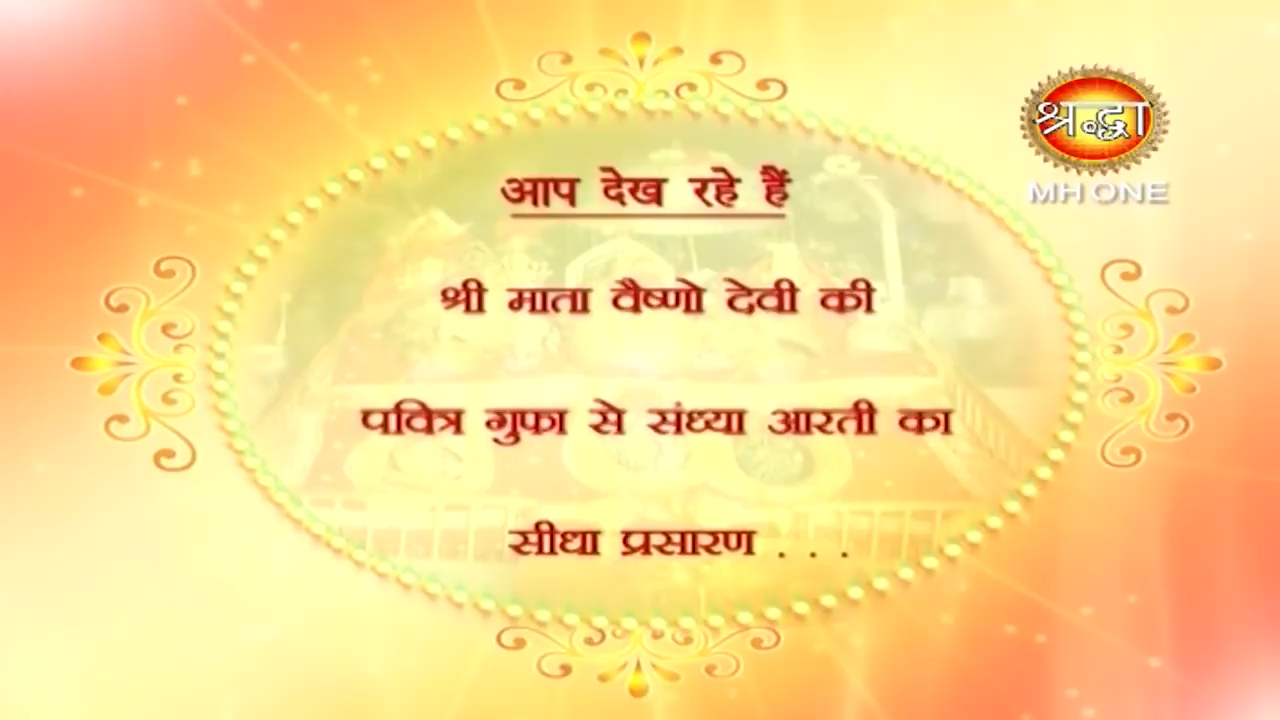 श्रद्धा
MH ONE
आप देख रहे हैं
श्री माता वैष्णो देवी की
पवित्र गुफा से संध्या आरती का
सीधा प्रसारण . . .